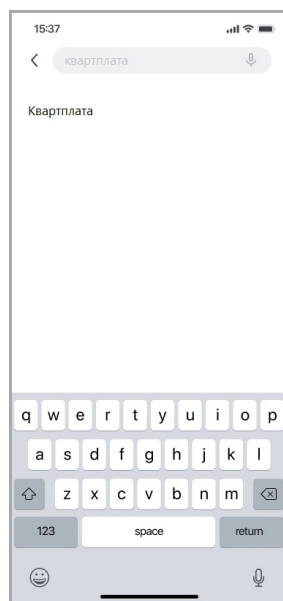 15:37
квартплата
Квартплата
q w e r t y u i o p
a s d f g h j k l
z x c v b n m
123 space return